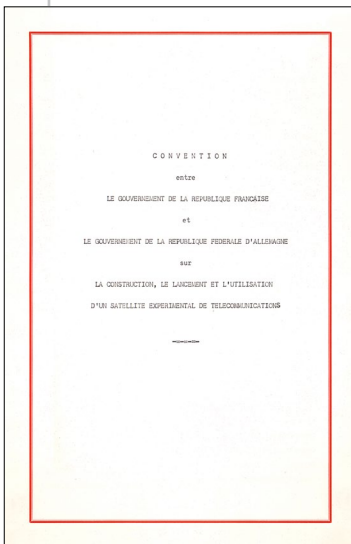 CONVENTION
entre
LE GOUVERNEMENT DE LA REPUBLIQUE FRANCAISE
et
LE GOUVERNEMENT DE LA REPUBLIQUE FEDERALE D'ALLEMAGNE
sur
LA CONSTRUCTION, LE LANCEMENT ET L'UTILISATION
D'UN SATELLITE EXPERIMENTAL DE TELECOMMUNICATIONS